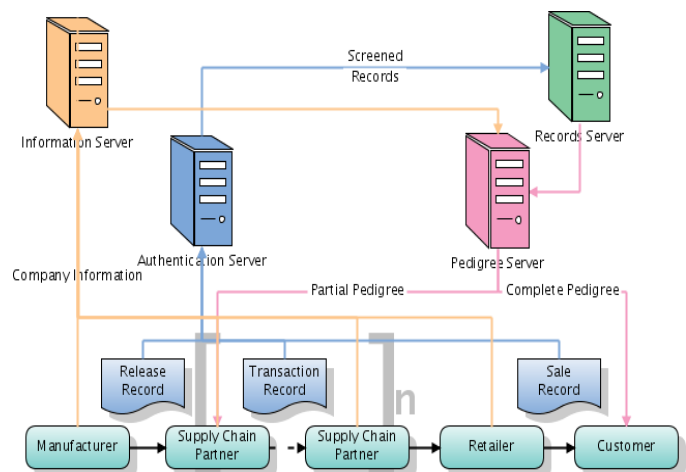 Screened
Records
Information Server
Records Server
Authentication Server
Pedigree Server
Company Information
Partial Pedigree
Complete Pedigree
Release
Record
Transaction
Record
Sale
Record
n
Manufacturer
Supply Chain
Partner
Supply Chain
Partner
Retailer
Customer